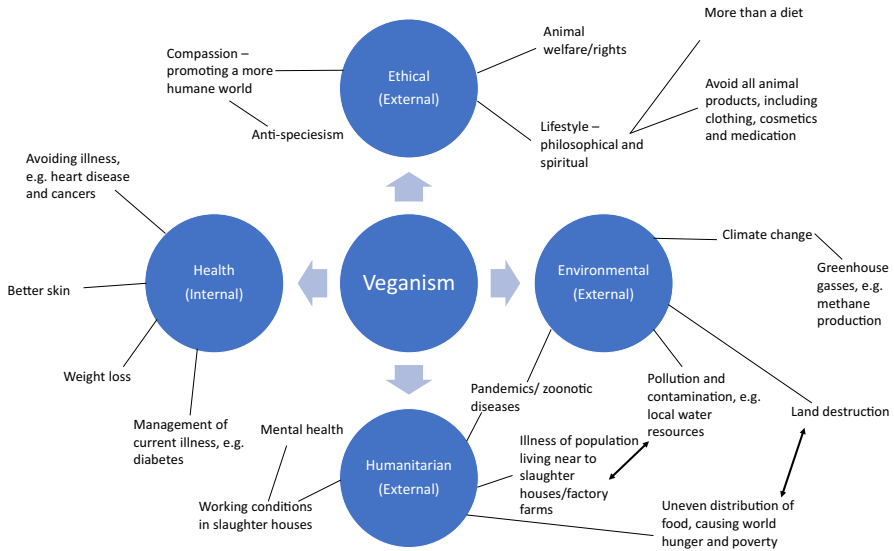 More than a diet
Animal
welfare/rights
Compassion –
promoting a more
humane world
Ethical
(External)
Avoid all animal
products, including
clothing, cosmetics
and medication
Anti-speciesism
Lifestyle –
philosophical and
spiritual
Avoiding illness,
e.g. heart disease
and cancers
Health
(Internal)
Veganism
Environmental
(External)
Climate change
Greenhouse
gasses, e.g.
methane
production
Better skin
Weight loss
Management of
current illness, e.g.
diabetes
Pandemics/ zoonotic
diseases
Pollution and
contamination, e.g.
local water
resources
Land destruction
Mental health
Humanitarian
(External)
Illness of population
living near to
slaughter
houses/factory
farms
Working conditions
in slaughter houses
Uneven distribution of
food, causing world
hunger and poverty